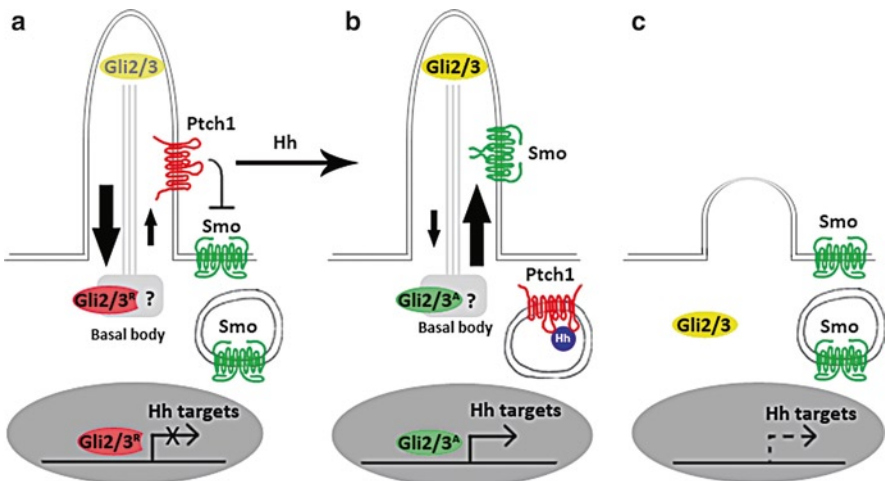 a
Gli2/3
Ptch1
Smo
Gli2/3R ?
Basal body
Smo
Hh targets
Gli2/3R
Hh
b
Gli2/3
Smo
Gli2/3A ?
Basal body
Ptch1
Hh
Hh targets
Gli2/3A
c
Smo
Gli2/3
Smo
Hh targets